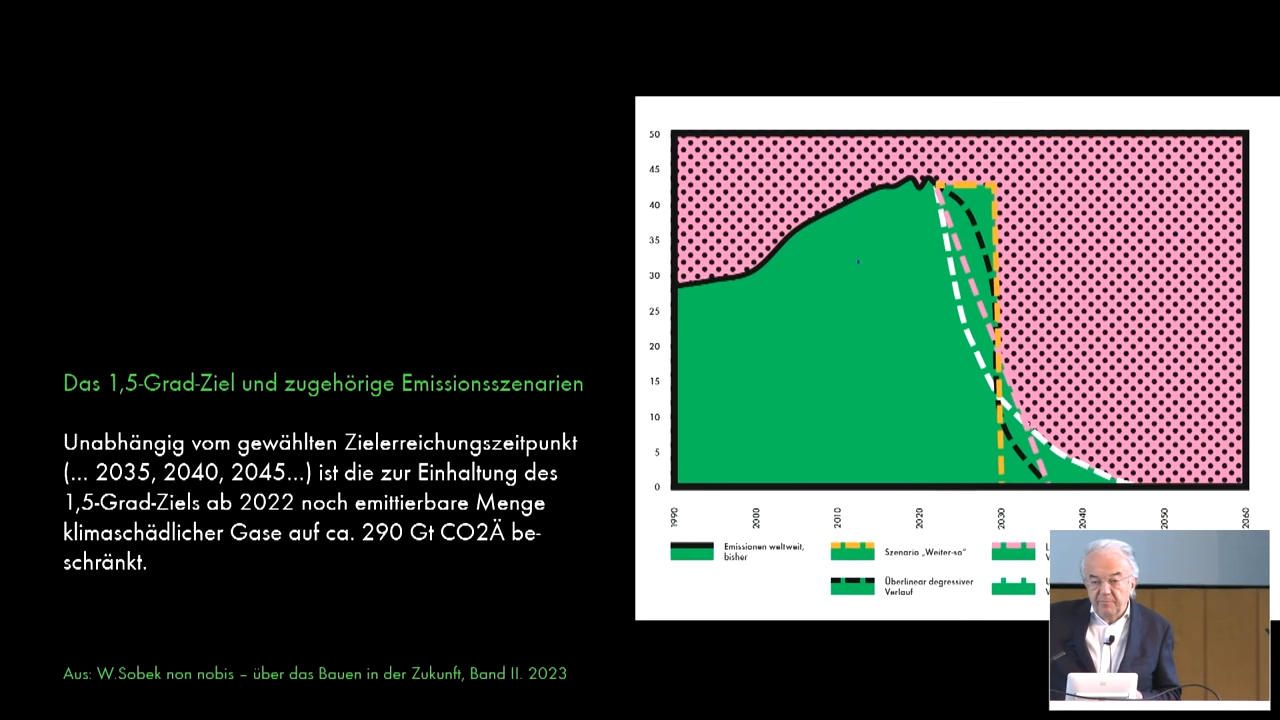 Das 1,5-Grad-Ziel und zugehörige Emissionsszenarien
Unabhängig vom gewählten Zielerreichungszeitpunkt
(... 2035, 2040, 2045...) ist die zur Einhaltung des
1,5-Grad-Ziels ab 2022 noch emittierbare Menge
klimaschädlicher Gase auf ca. 290 Gt CO2Ä be-
schränkt.
Aus: W.Sobek non nobis – über das Bauen in der Zukunft, Band II. 2023
50
45
40
35
30
25
20
15
10
5
0
1990
2000
2010
2020
2030
2040
2050
2060
Emissionen weltweit,
bisher
Szenario „Weiter-so“
Überlinear degressiver
Verlauf